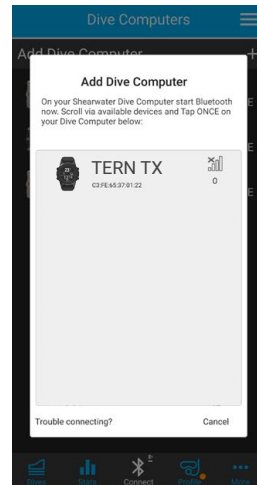 Dive Computers
Add Dive Computer
Add Dive Computer
On your Shearwater Dive Computer start Bluetooth
now. Scroll via available devices and Tap ONCE on
your Dive Computer below:
TERN TX
C3:FE:65:37:01:22
0
Trouble connecting?
Cancel
Dives
Stats
Connect
Profile
More